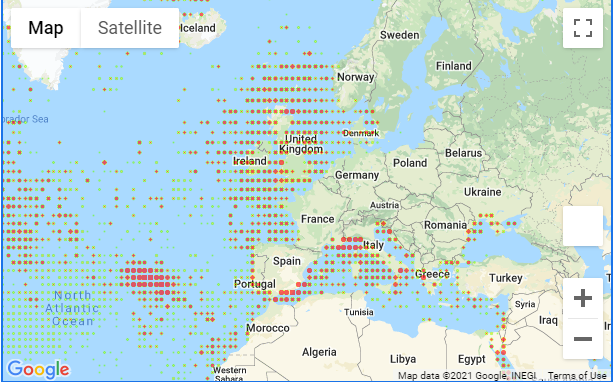 Map
Satellite
Iceland
Sweden
Finland
Norway
brador Sea
Denmark
United
Kingdom
Ireland
Belarus
Poland
Germany
Ukraine
Austria
France
Romania
Italy
Spain
Portugal
Greece
Turkey
North
Atlantic
Ocean
Syria
Tunisia
Iraq
Morocco
Algeria
Libya
Egypt
Western
Sahara
Google
Map data ©2021 Google, INEGI
Terms of Use